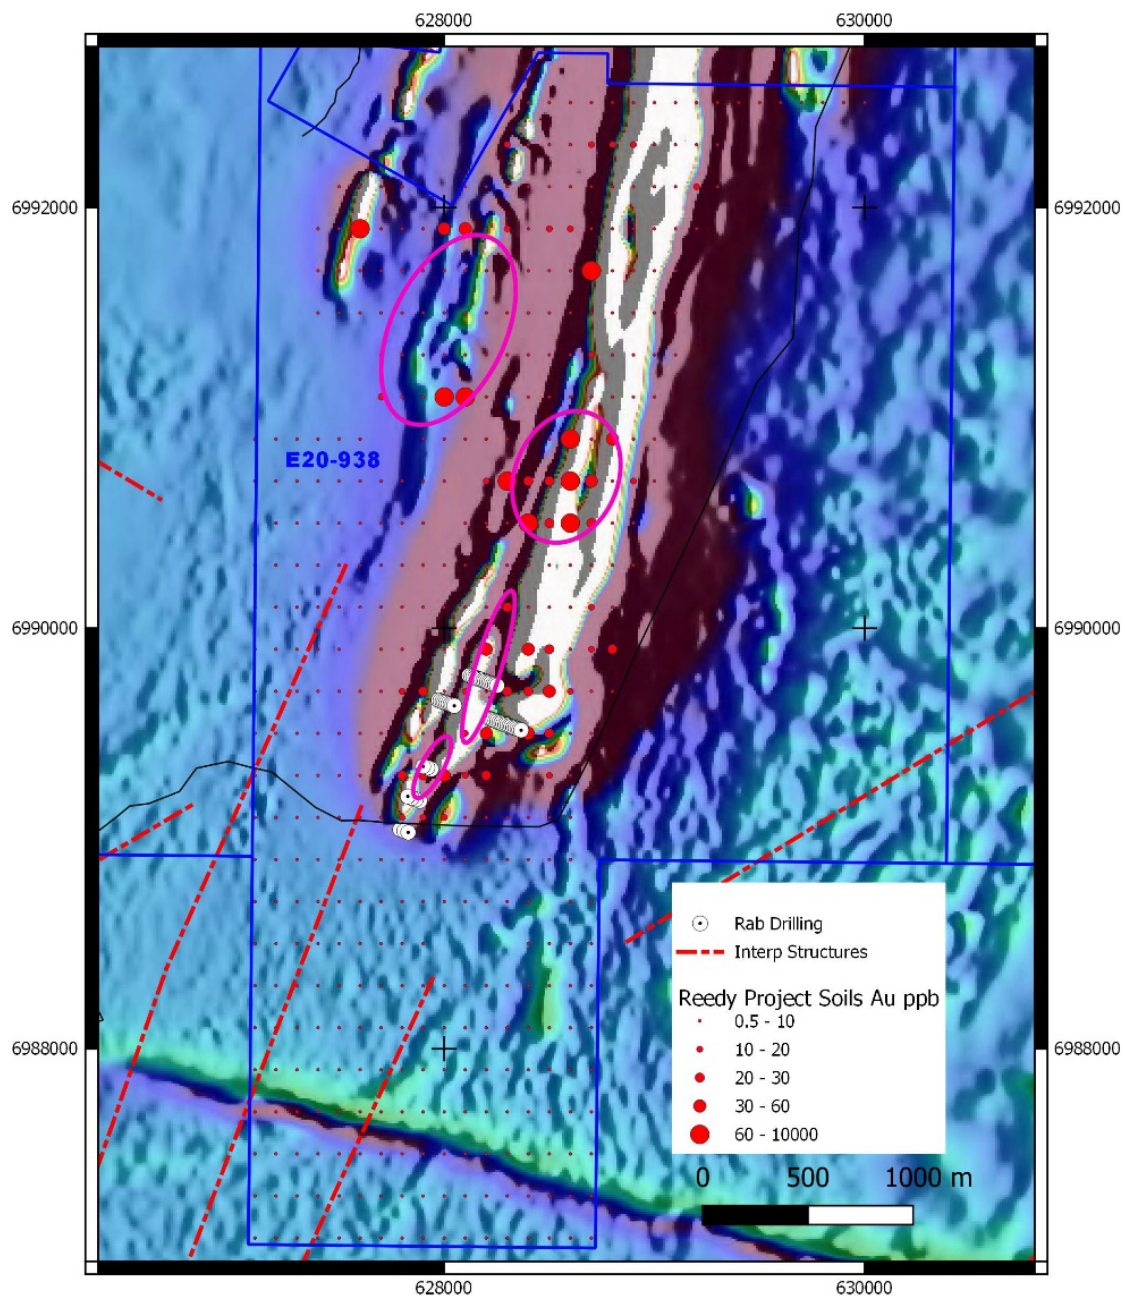 628000 630000
6992000 6992000
E20-938
6990000 6990000
Rab Drilling
Interp Structures
Reedy Project Soils Au ppb
0.5 - 10
10 - 20
20 - 30
30 - 60
60 - 10000
6988000 6988000
0 500 1000 m
628000 630000